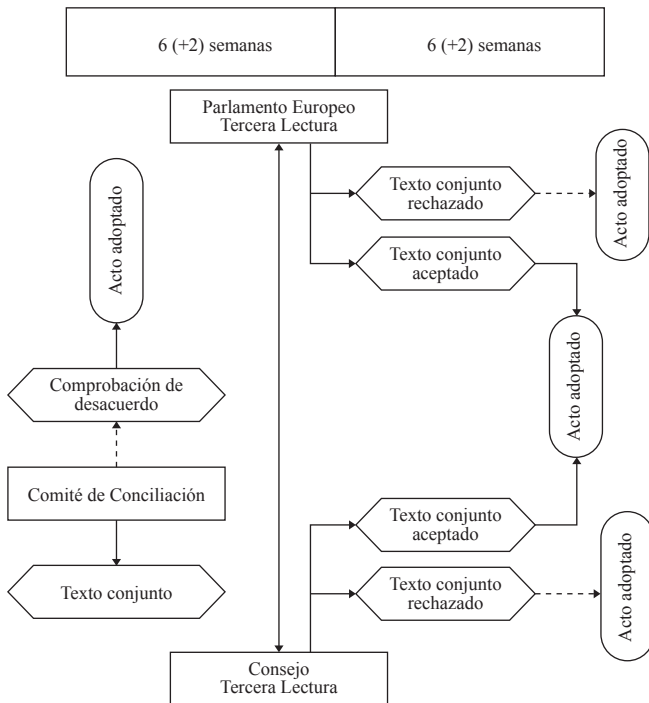 6 (+2) semanas
6 (+2) semanas
Parlamento Europeo
Tercera Lectura
Texto conjunto
rechazado
Acto adoptado
Texto conjunto
aceptado
Acto adoptado
Acto adoptado
Comprobación de
desacuerdo
Comité de Conciliación
Texto conjunto
Texto conjunto
aceptado
Texto conjunto
rechazado
Acto adoptado
Consejo
Tercera Lectura